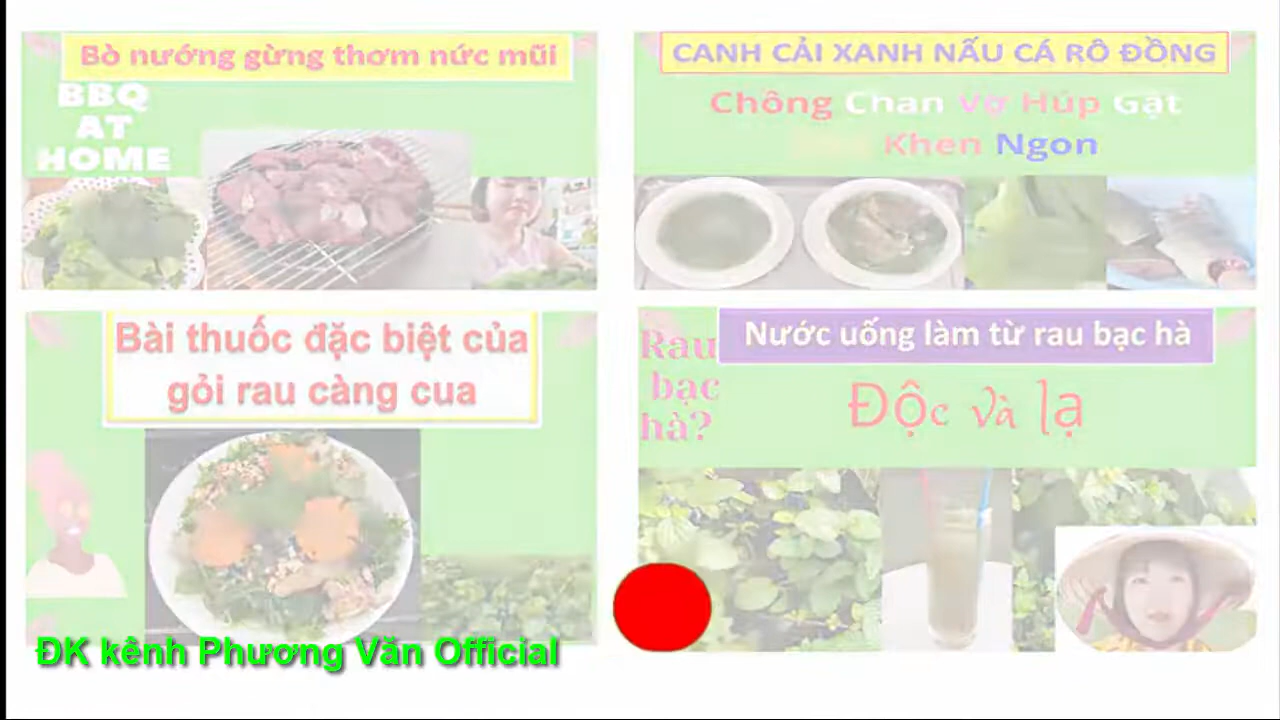 Bò nướng gừng thơm nức mũi
BBQ
AT
HOME
CANH CẢI XANH NẤU CÁ RÔ ĐỒNG
Chồng Chan Vợ Húp Gật
Khen Ngon
Bài thuốc đặc biệt của
gỏi rau càng cua
Nước uống làm từ rau bạc hà
Rau
bạc
hà?
Độc và lạ
ĐK kênh Phương Văn Official